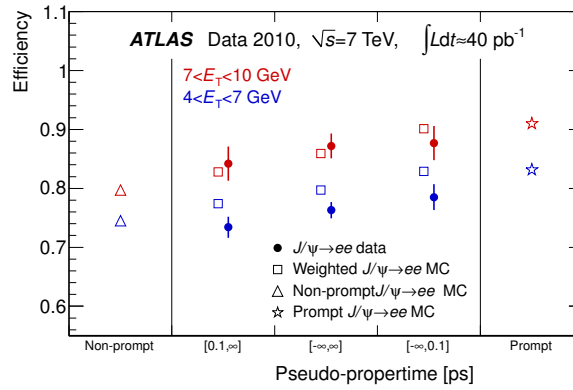 ATLAS Data 2010, √s=7 TeV, ∫Ldt≈40 pb⁻¹
7<E_T<10 GeV
4<E_T<7 GeV
Efficiency
1.1
1
0.9
0.8
0.7
0.6
J/ψ→ee data
Weighted J/ψ→ee MC
Non-promptJ/ψ→ee MC
Prompt J/ψ→ee MC
Non-prompt [0.1,∞] [-∞,∞] [-∞,0.1] Prompt
Pseudo-propertime [ps]